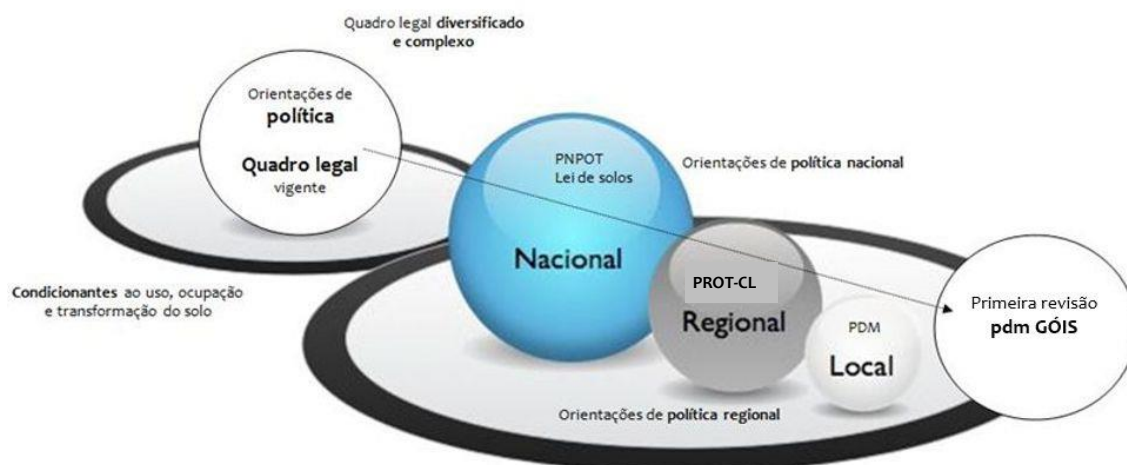 Quadro legal diversificado
e complexo
Orientações de
política
Quadro legal
vigente
PNPOT
Lei de solos
Nacional
Orientações de política nacional
PROT-CL
Regional
PDM
Local
Primeira revisão
pdm GÓIS
Condicionantes ao uso, ocupação
e transformação do solo
Orientações de política regional